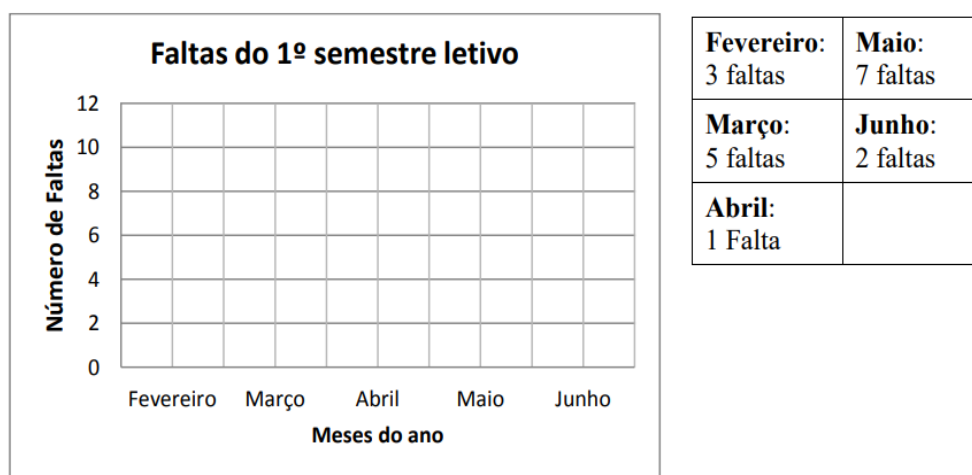 Faltas do 1º semestre letivo
Número de Faltas
12
10
8
6
4
2
0
Fevereiro Março Abril Maio Junho
Meses do ano
Fevereiro:
3 faltas
Maio:
7 faltas
Março:
5 faltas
Junho:
2 faltas
Abril:
1 Falta